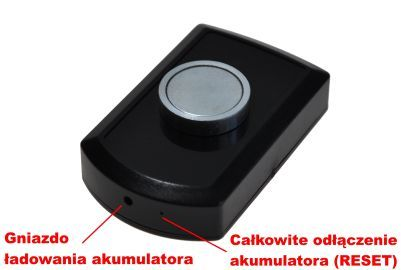 Gniazdo
ładowania akumulatora
Całkowite odłączenie
akumulatora (RESET)